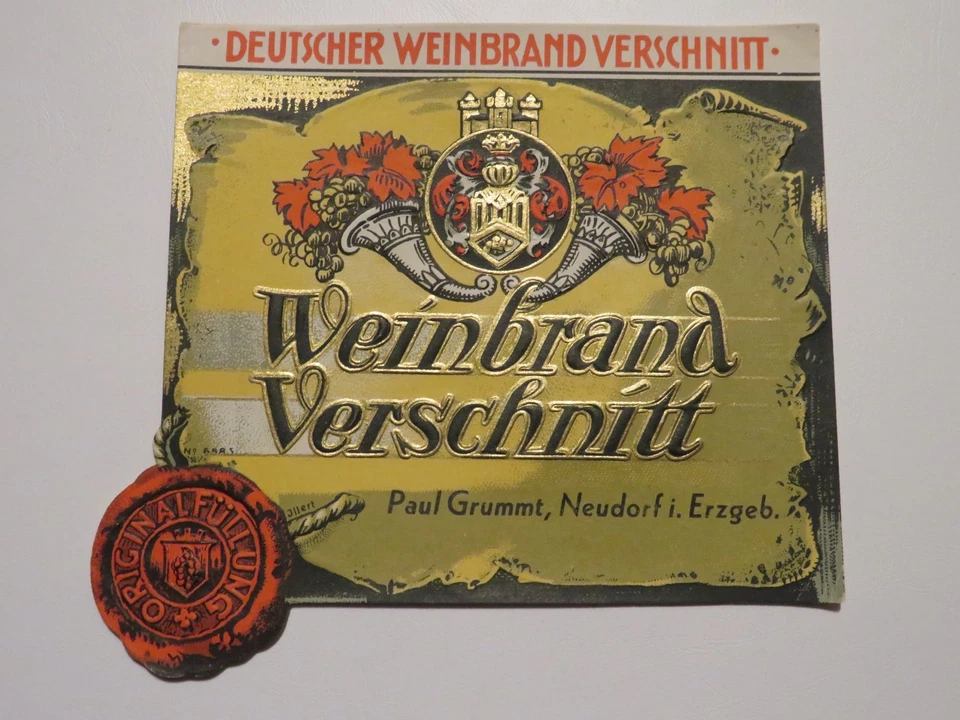 · DEUTSCHER WEINBRAND VERSCHNITT ·
Weinbrand
Verschnitt
Paul Grummt, Neudorf i. Erzgeb.
ORIGINALFÜLLUNG